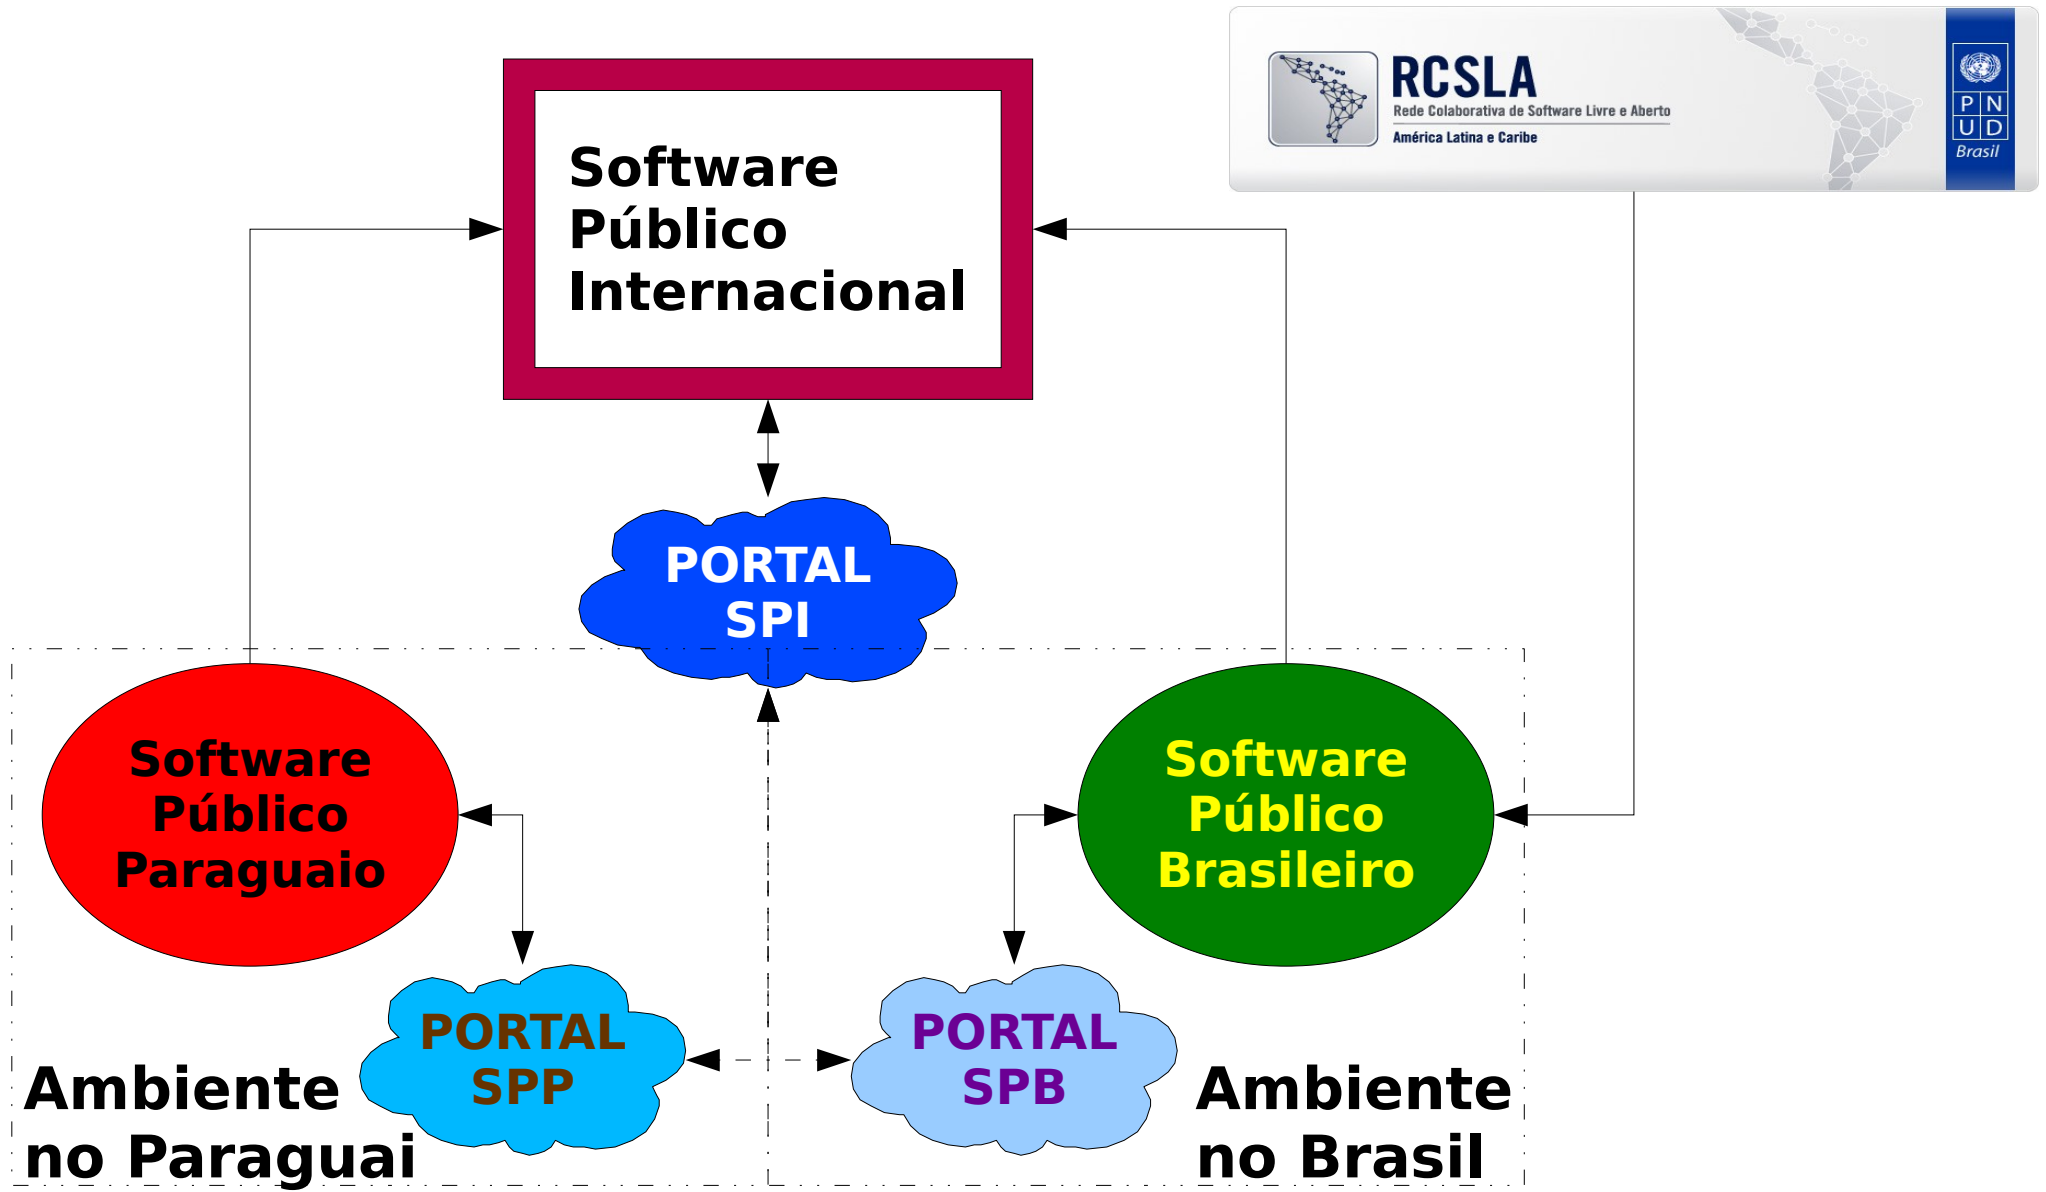 RCSLA
Rede Colaborativa de Software Livre e Aberto
América Latina e Caribe
P N
U D
Brasil
Software
Público
Internacional
PORTAL
SPI
Software
Público
Paraguaio
Software
Público
Brasileiro
PORTAL
SPP
PORTAL
SPB
Ambiente
no Paraguai
Ambiente
no Brasil